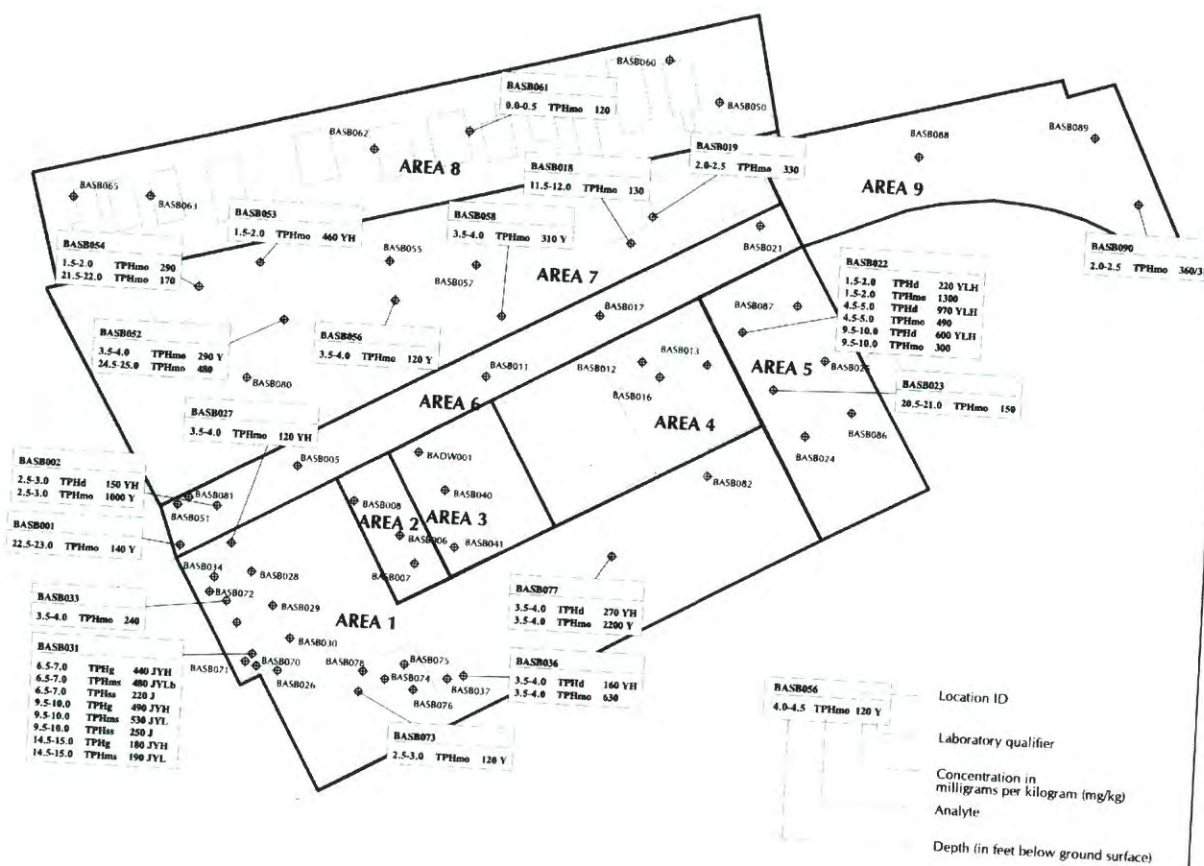 BASB060
BASB061
0.0-0.5 TPHmo 120
BASB050
BASB062
AREA 8
BASB019
2.0-2.5 TPHmo 330
BASB088
BASB089
AREA 9
BASB018
11.5-12.0 TPHmo 130
BASB065
BASB063
BASB053
1.5-2.0 TPHmo 460 YH
BASB058
3.5-4.0 TPHmo 310 Y
BASB055
BASB054
1.5-2.0 TPHmo 290
21.5-22.0 TPHmo 170
BASB057
AREA 7
BASB021
BASB090
2.0-2.5 TPHmo
BASB022
1.5-2.0 TPHd 220 YLH
1.5-2.0 TPHmo 1300
4.5-5.0 TPHd 970 YLH
4.5-5.0 TPHmo 490
9.5-10.0 TPHd 600 YLH
9.5-10.0 TPHmo 300
BASB087
BASB017
BASB052
3.5-4.0 TPHmo 290 Y
24.5-25.0 TPHmo 480
BASB056
3.5-4.0 TPHmo 120 Y
BASB080
BASB011
BASB012
BASB013
BASB016
AREA 5
BASB023
20.5-21.0 TPHmo 150
AREA 6
AREA 4
BASB086
BASB024
BASB027
3.5-4.0 TPHmo 120 YH
BASB005
BADW001
BASB002
2.5-3.0 TPHd 150 YH
2.5-3.0 TPHmo 1000 Y
BASB081
BASB051
BASB040
BASB082
BASB008
AREA 2
AREA 3
BASB006
BASB041
BASB007
BASB001
22.5-23.0 TPHmo 140 Y
BASB034
BASB028
BASB072
BASB033
3.5-4.0 TPHmo 240
BASB029
AREA 1
BASB030
BASB077
3.5-4.0 TPHd 270 YH
3.5-4.0 TPHmo 2200 Y
BASB031
6.5-7.0 TPHg 440 JYH
6.5-7.0 TPHms 480 JYLb
6.5-7.0 TPHss 220 J
9.5-10.0 TPHg 490 JYH
9.5-10.0 TPHms 530 JYL
9.5-10.0 TPHss 250 J
14.5-15.0 TPHg 180 JYH
14.5-15.0 TPHms 190 JYL
BASB071
BASB070
BASB026
BASB078
BASB075
BASB074
BASB037
BASB076
BASB036
3.5-4.0 TPHd 160 YH
3.5-4.0 TPHmo 630
BASB073
2.5-3.0 TPHmo 120 Y
BASB056
4.0-4.5 TPHmo 120 Y
Location ID
Laboratory qualifier
Concentration in
milligrams per kilogram (mg/kg)
Analyte
Depth (in feet below ground surface)